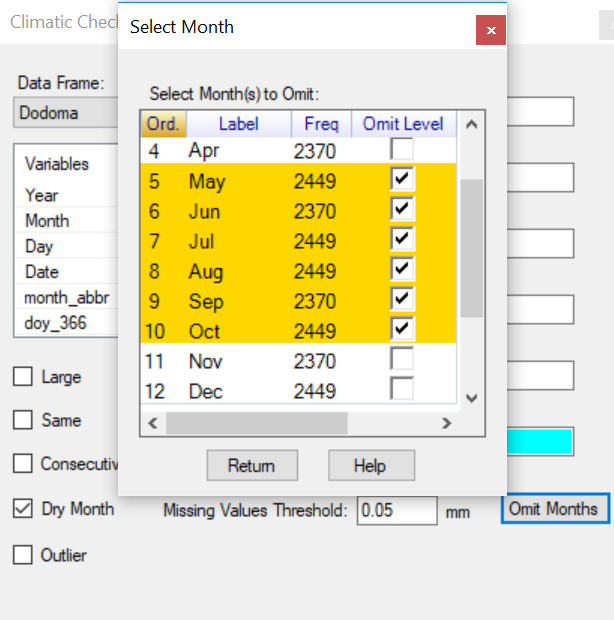 Climatic Chec
Select Month
x
Data Frame:
Dodoma
Select Month(s) to Omit:
Ord. Label Freq Omit Level
4 Apr 2370
5 May 2449
6 Jun 2370
7 Jul 2449
8 Aug 2449
9 Sep 2370
10 Oct 2449
11 Nov 2370
12 Dec 2449
Variables
Year
Month
Day
Date
month_abbr
doy_366
Large
Same
Consecutiv
Return Help
Dry Month Missing Values Threshold: 0.05 mm Omit Months
Outlier